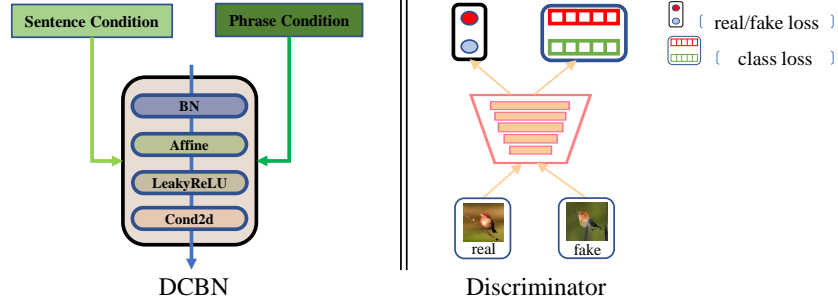 Sentence Condition
Phrase Condition
BN
Affine
LeakyReLU
Cond2d
DCBN
real/fake loss
class loss
real
fake
Discriminator